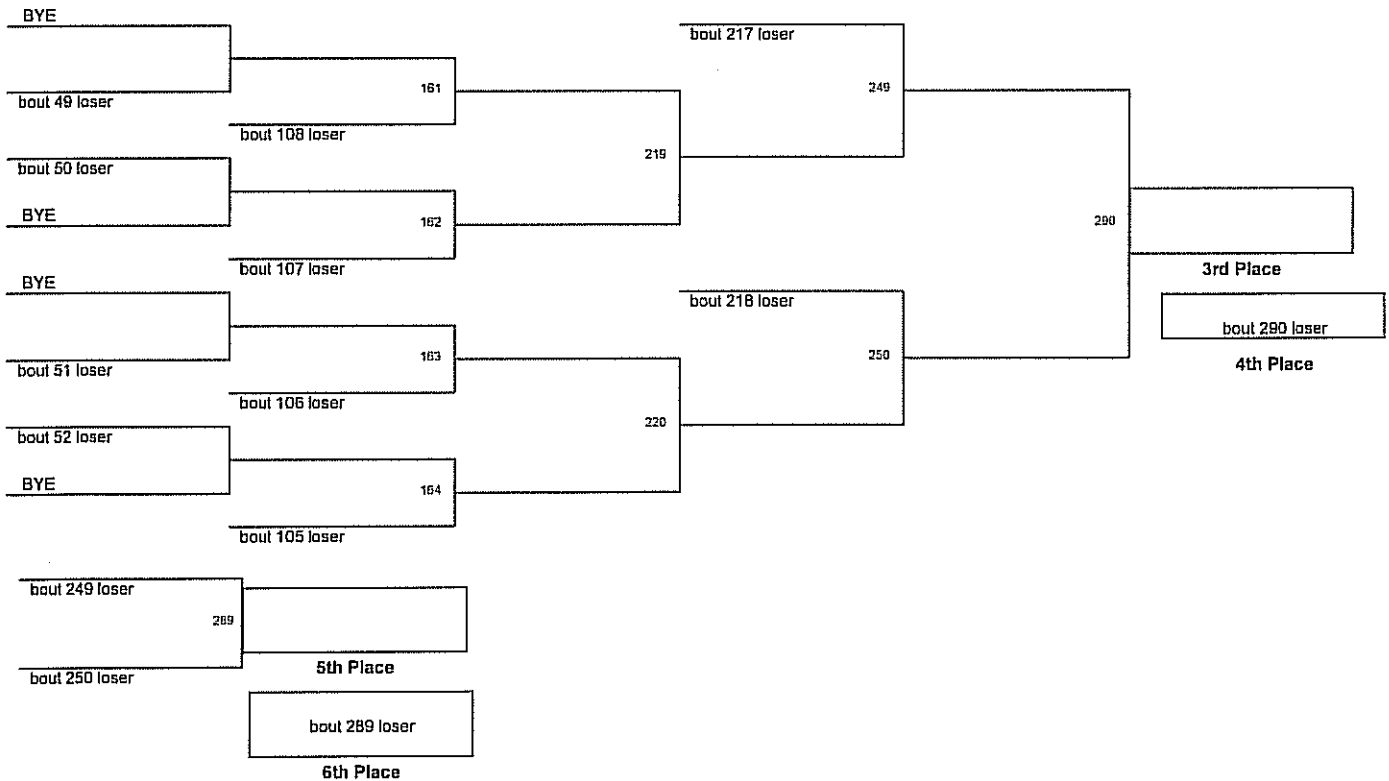 BYE
bout 49 loser
bout 50 loser
BYE
BYE
bout 51 loser
bout 52 loser
BYE
161
bout 108 loser
162
bout 107 loser
163
bout 106 loser
164
bout 105 loser
219
220
bout 217 loser
249
bout 218 loser
250
290
3rd Place
bout 290 loser
4th Place
bout 249 loser
289
bout 250 loser
5th Place
bout 289 loser
6th Place